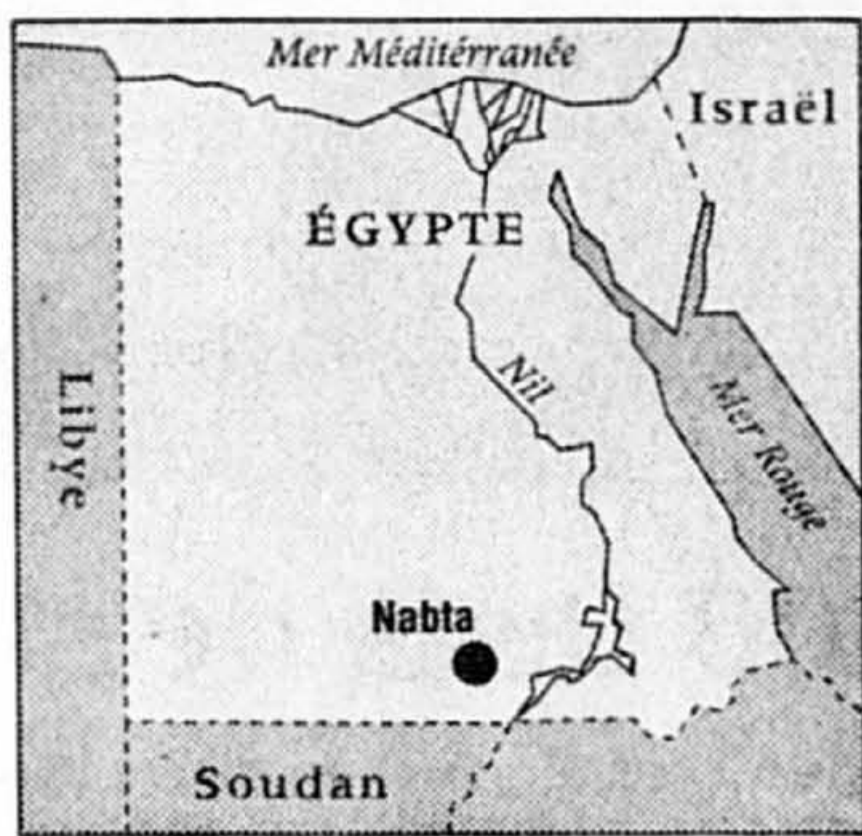 Mer Méditérranée
Israël
ÉGYPTE
Libye
Nil
Mer Rouge
Nabta
Soudan